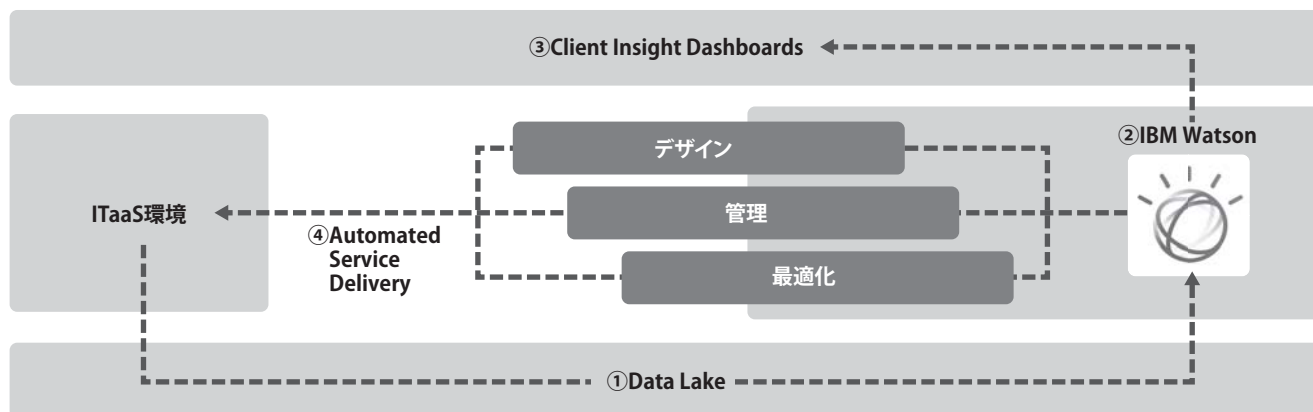 ③Client Insight Dashboards
②IBM Watson
デザイン
ITaaS環境
管理
④Automated
Service
Delivery
最適化
①Data Lake